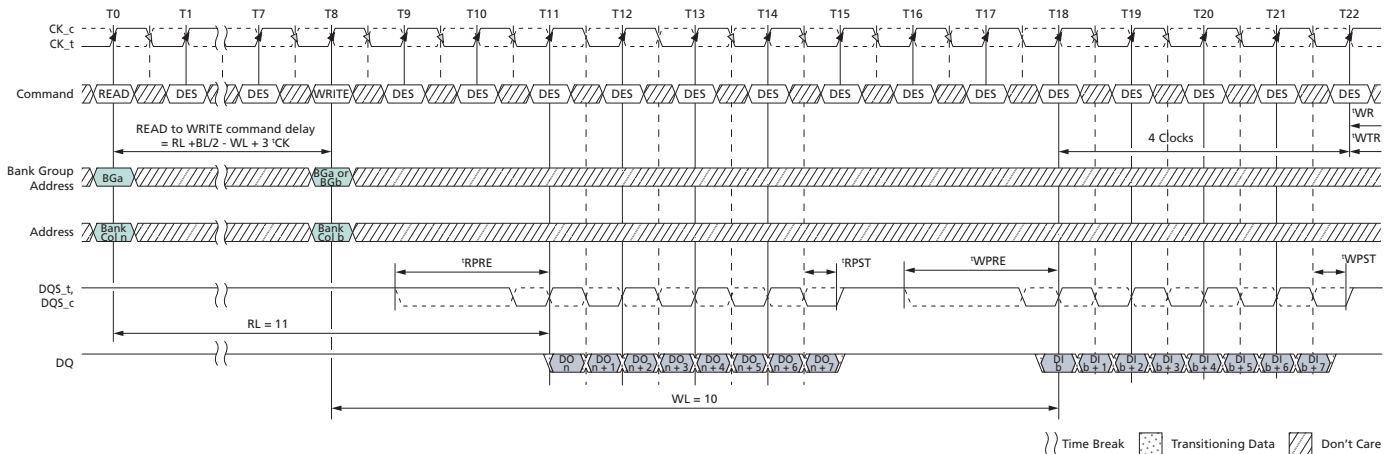 T0 T1 T7 T8 T9 T10 T11 T12 T13 T14 T15 T16 T17 T18 T19 T20 T21 T22
CK_c
CK_t
Command READ DES DES WRITE DES DES DES DES DES DES DES DES DES DES DES DES DES DES
READ to WRITE command delay
= RL +BL/2 - WL + 3 tCK
tWR
4 Clocks tWTR
Bank Group
Address
BGa
BGa or
BGb
Address
Bank
Col n
Bank
Col b
tRPRE tRPST tWPRE tWPST
DQS_t,
DQS_c
RL = 11
DQ
DO
n
DO
n + 1
DO
n + 2
DO
n + 3
DO
n + 4
DO
n + 5
DO
n + 6
DO
n + 7
DI
b
DI
b + 1
DI
b + 2
DI
b + 3
DI
b + 4
DI
b + 5
DI
b + 6
DI
b + 7
WL = 10
Time Break Transitioning Data Don't Care